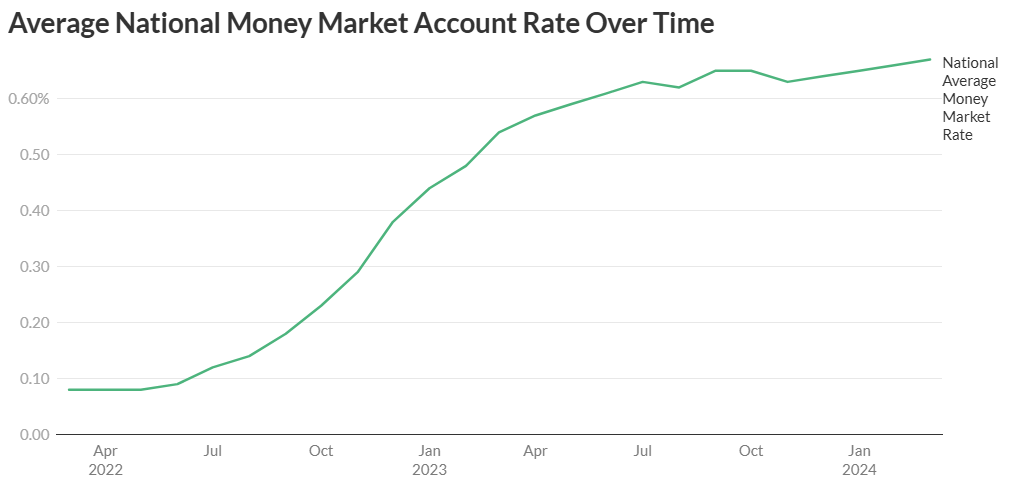 Average National Money Market Account Rate Over Time
National
Average
Money
Market
Rate
0.60%
0.50
0.40
0.30
0.20
0.10
0.00
Apr
2022
Jul
Oct
Jan
2023
Apr
Jul
Oct
Jan
2024